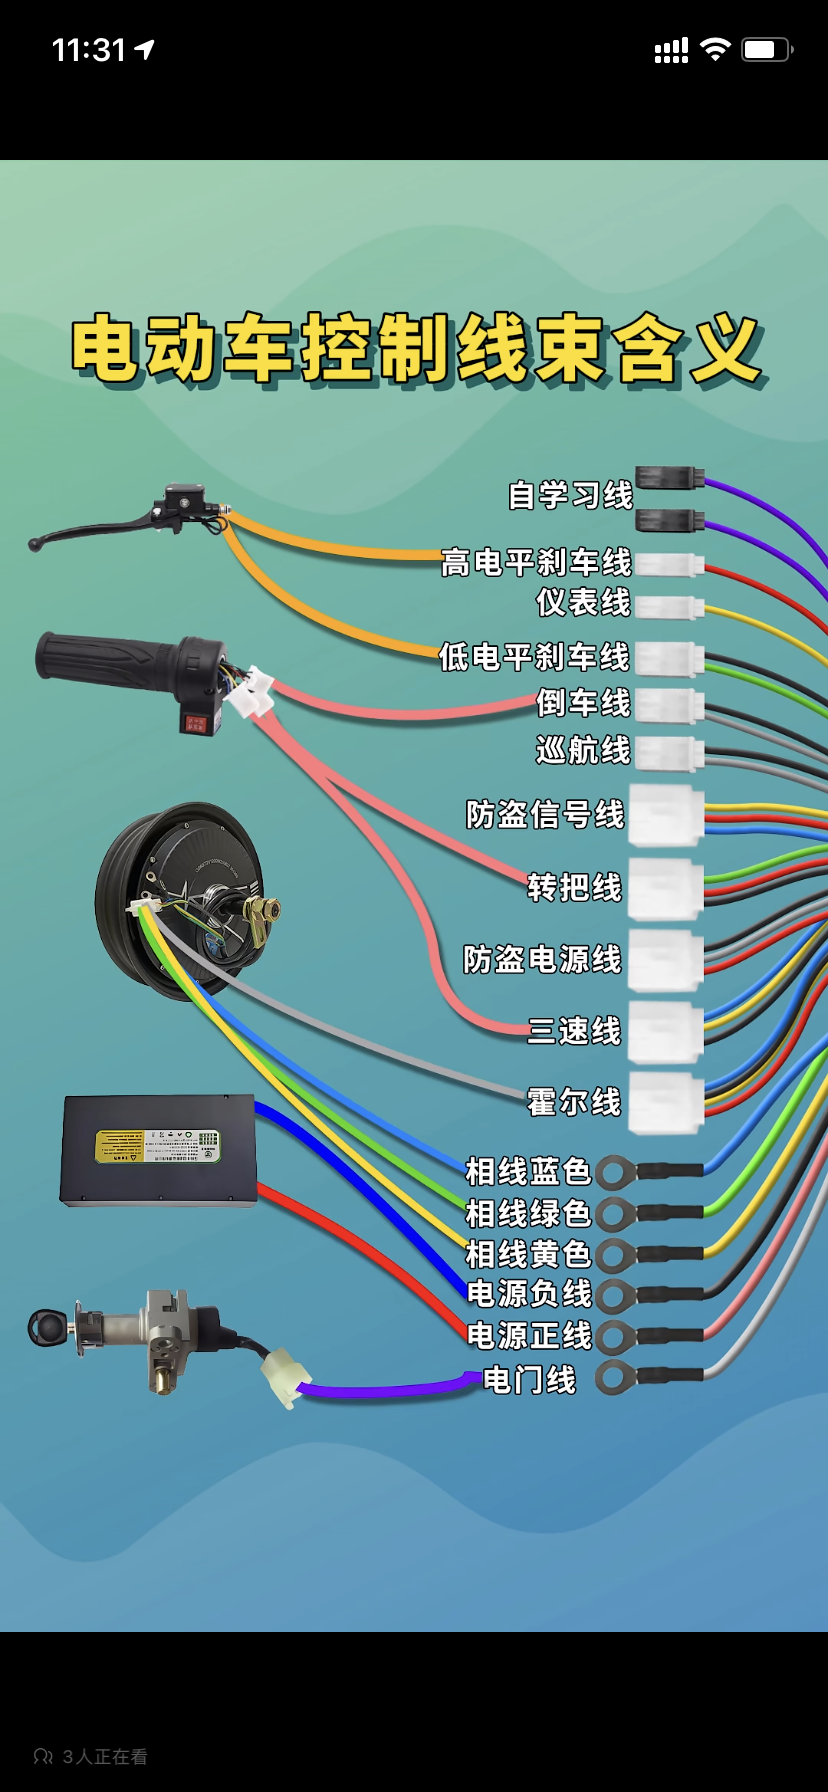 11:31
电动车控制线束含义
自学习线
高电平刹车线
仪表线
低电平刹车线
倒车线
巡航线
防盗信号线
转把线
防盗电源线
三速线
霍尔线
相线蓝色
相线绿色
相线黄色
电源负线
电源正线
电门线
3人正在看